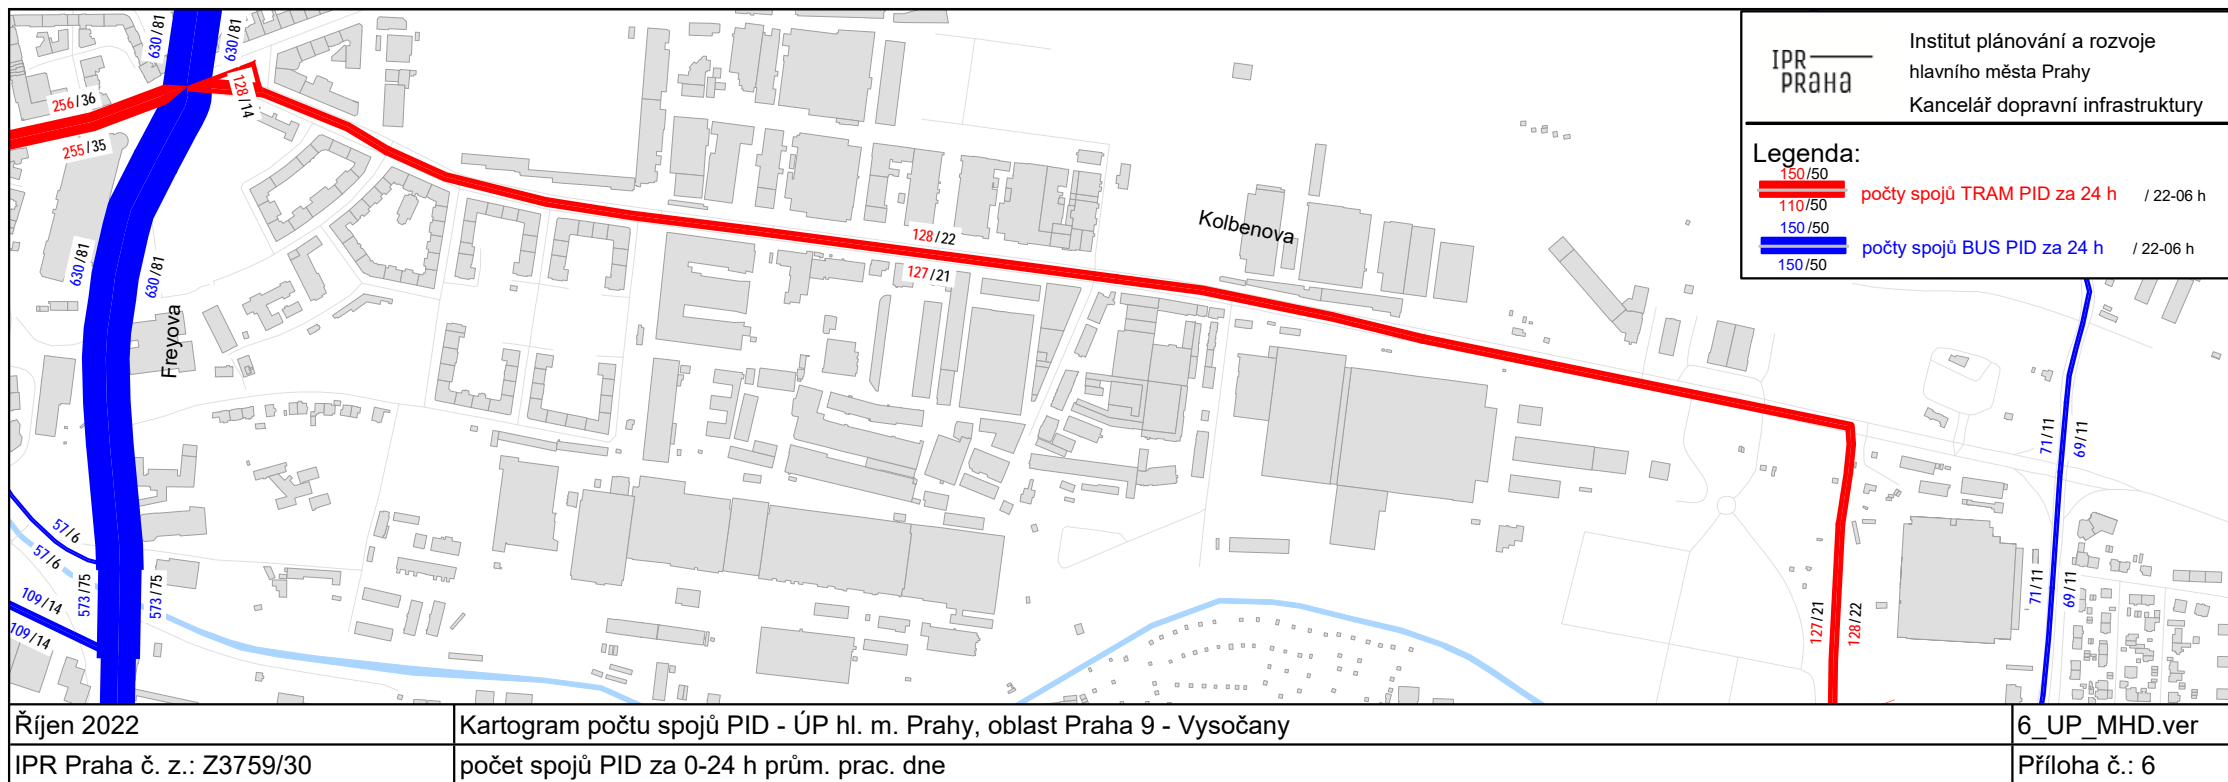 630/81
630/81
256/36
128/14
255/35
630/81
630/81
Freyova
128/22
127/21
Kolbenova
57/6
57/6
109/14
109/14
573/75
573/75
127/21
128/22
71/11
69/11
71/11
69/11
IPR
PRAHA
Institut plánování a rozvoje
hlavního města Prahy
Kancelář dopravní infrastruktury
Legenda:
150/50
počty spojů TRAM PID za 24 h / 22-06 h
110/50
150/50
počty spojů BUS PID za 24 h / 22-06 h
150/50
Říjen 2022
Kartogram počtu spojů PID - ÚP hl. m. Prahy, oblast Praha 9 - Vysočany
6_UP_MHD.ver
IPR Praha č. z.: Z3759/30
počet spojů PID za 0-24 h prům. prac. dne
Příloha č.: 6